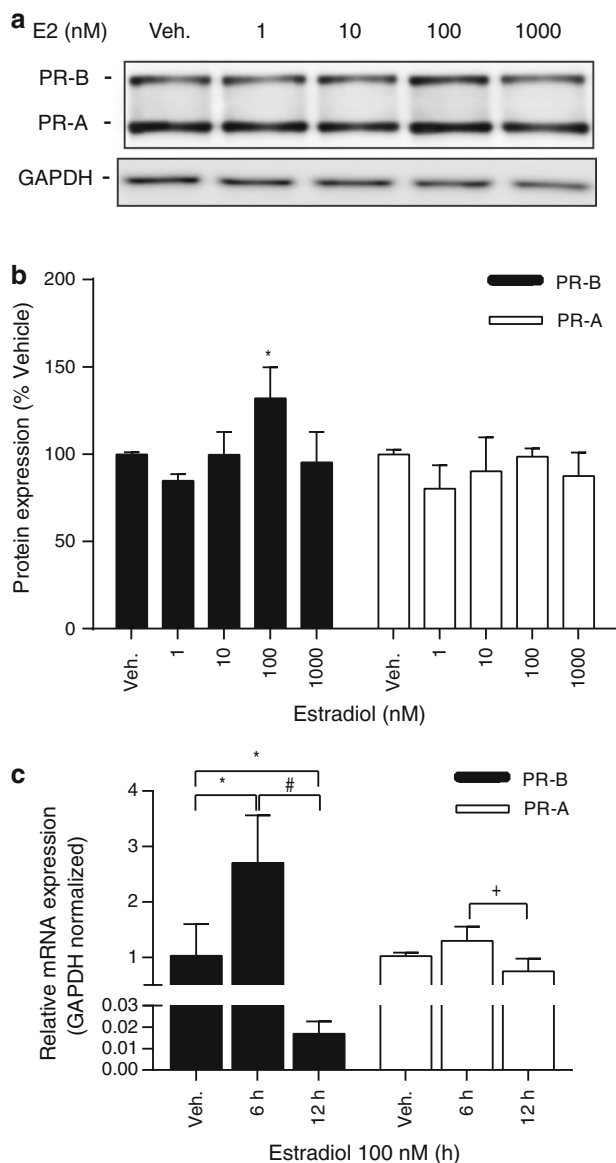 a
E2 (nM) Veh. 1 10 100 1000
PR-B -
PR-A -
GAPDH -
b
PR-B
PR-A
Protein expression (% Vehicle)
200
150
100
50
0
*
Veh. 1 10 100 1000 Veh. 1 10 100 1000
Estradiol (nM)
c
PR-B
PR-A
Relative mRNA expression
(GAPDH normalized)
4
3
2
1
0.03
0.02
0.01
0.00
*
* #
+
Veh. 6 h 12 h Veh. 6 h 12 h
Estradiol 100 nM (h)